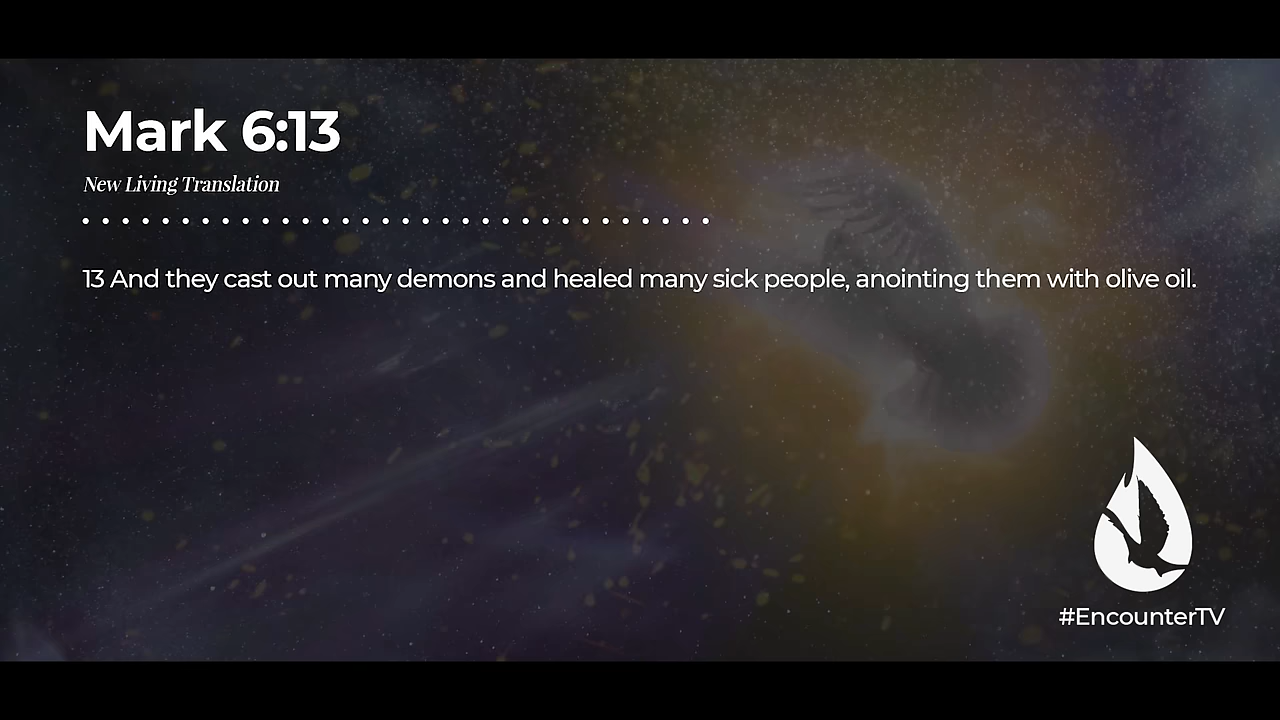 Mark 6:13
New Living Translation
13 And they cast out many demons and healed many sick people, anointing them with olive oil.
#EncounterTV